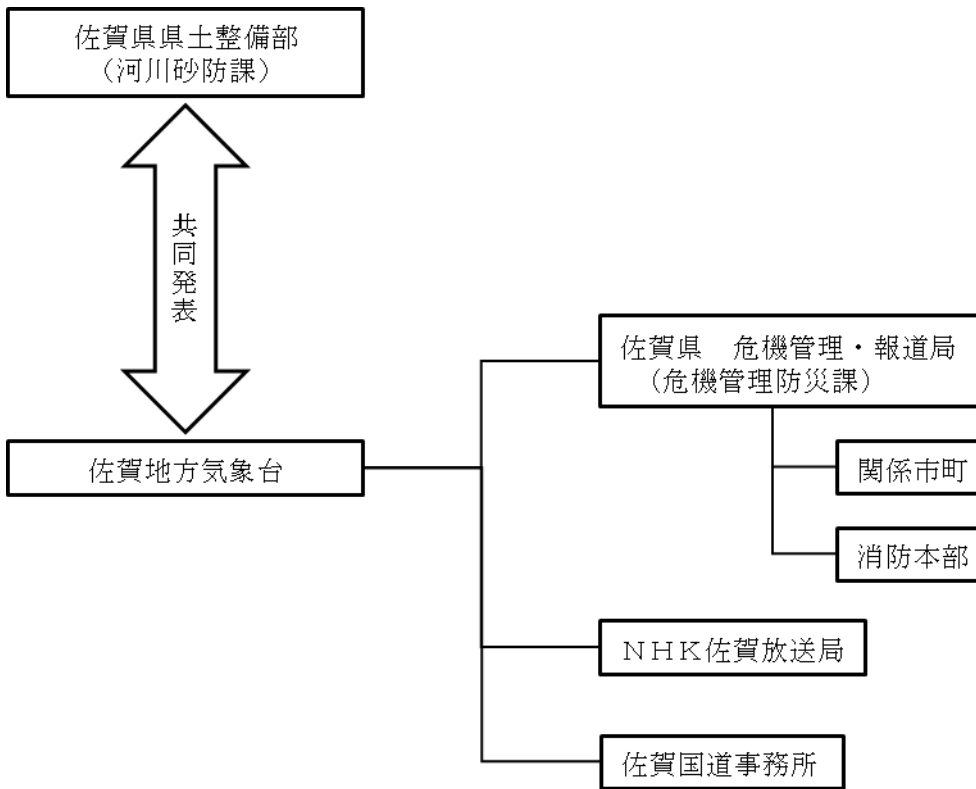 佐賀県県土整備部
（河川砂防課）
共同発表
佐賀地方気象台
佐賀県　危機管理・報道局
（危機管理防災課）
関係市町
消防本部
ＮＨＫ佐賀放送局
佐賀国道事務所